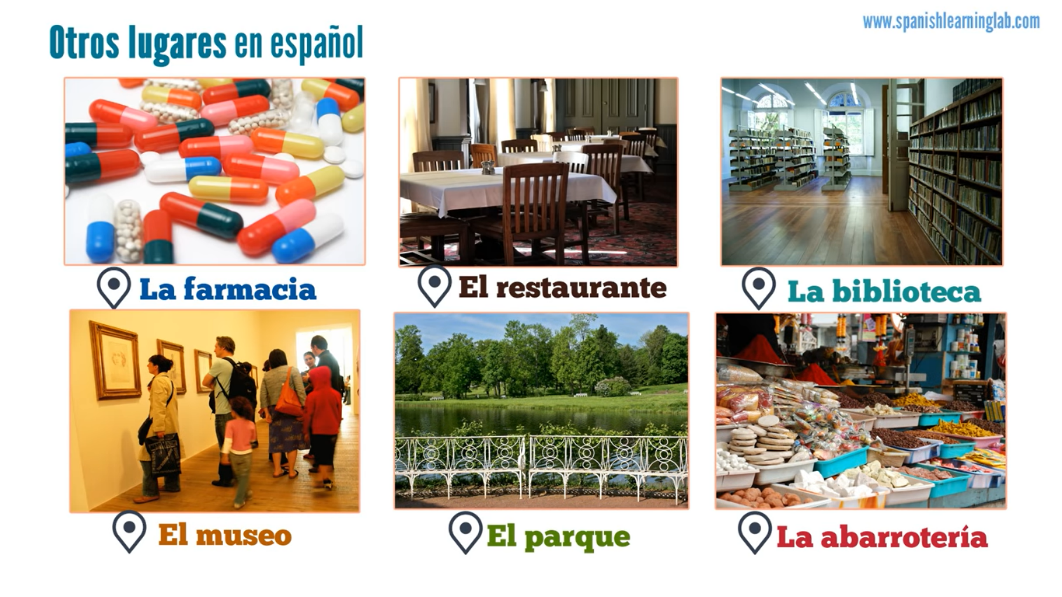 www.spanishlearninglab.com
Otros lugares en español
La farmacia
El restaurante
La biblioteca
El museo
El parque
La abarrotería